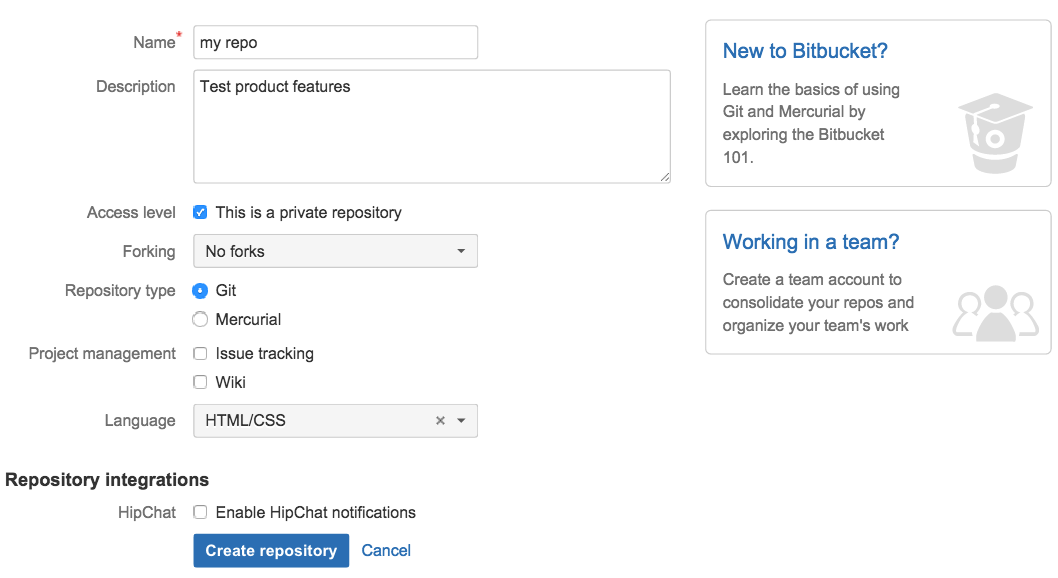 Name*
my repo
Description
Test product features
Access level
This is a private repository
Forking
No forks
Repository type
Git
Mercurial
Project management
Issue tracking
Wiki
Language
HTML/CSS
Repository integrations
HipChat
Enable HipChat notifications
Create repository
Cancel
New to Bitbucket?
Learn the basics of using
Git and Mercurial by
exploring the Bitbucket
101.
Working in a team?
Create a team account to
consolidate your repos and
organize your team's work